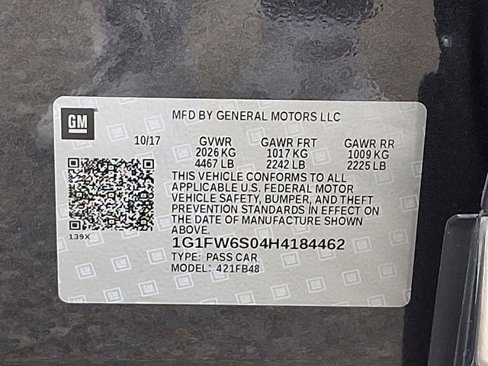 GM
MFD BY GENERAL MOTORS LLC
10/17 GVWR GAWR FRT GAWR RR
2026 KG 1017 KG 1009 KG
4467 LB 2242 LB 2225 LB
THIS VEHICLE CONFORMS TO ALL
APPLICABLE U.S. FEDERAL MOTOR
VEHICLE SAFETY, BUMPER, AND THEFT
PREVENTION STANDARDS IN EFFECT ON
THE DATE OF MANUFACTURE SHOWN
ABOVE.
139X
1G1FW6S04H4184462
TYPE: PASS CAR
MODEL: 421FB48